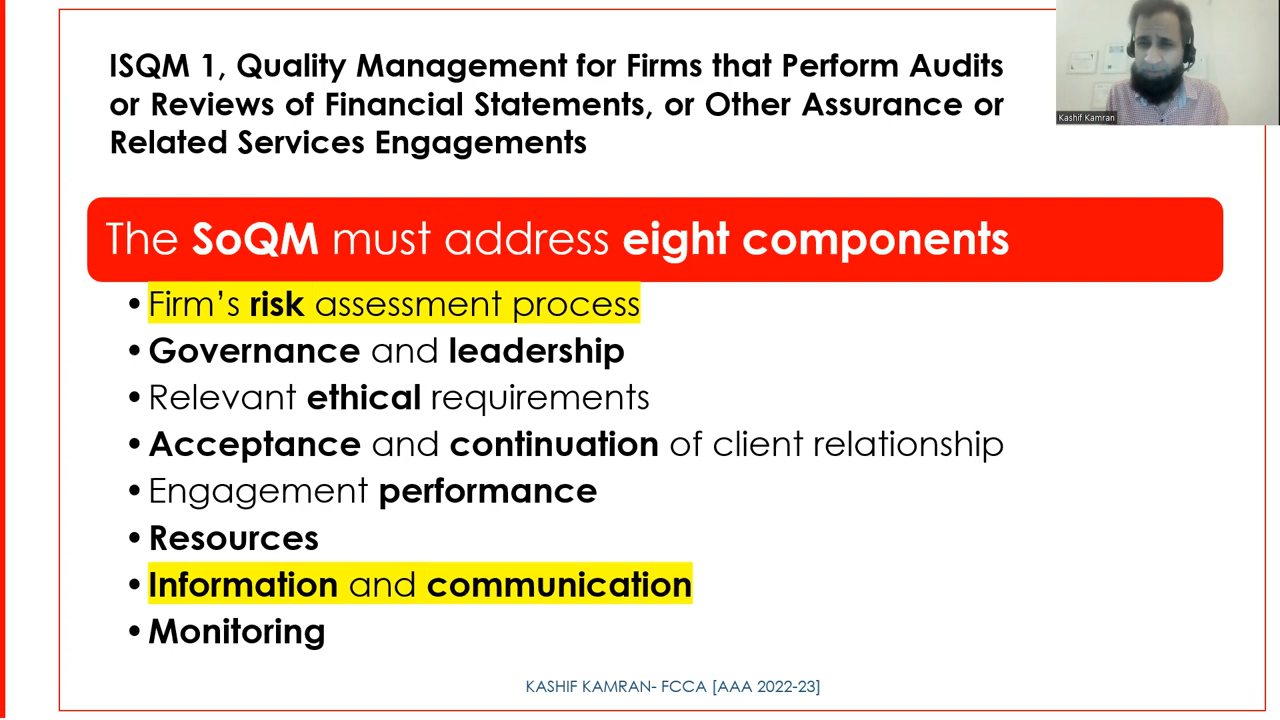 ISQM 1, Quality Management for Firms that Perform Audits
or Reviews of Financial Statements, or Other Assurance or
Related Services Engagements
Kashif Kamran
The SoQM must address eight components
• Firm’s risk assessment process
• Governance and leadership
• Relevant ethical requirements
• Acceptance and continuation of client relationship
• Engagement performance
• Resources
• Information and communication
• Monitoring
KASHIF KAMRAN- FCCA [AAA 2022-23]